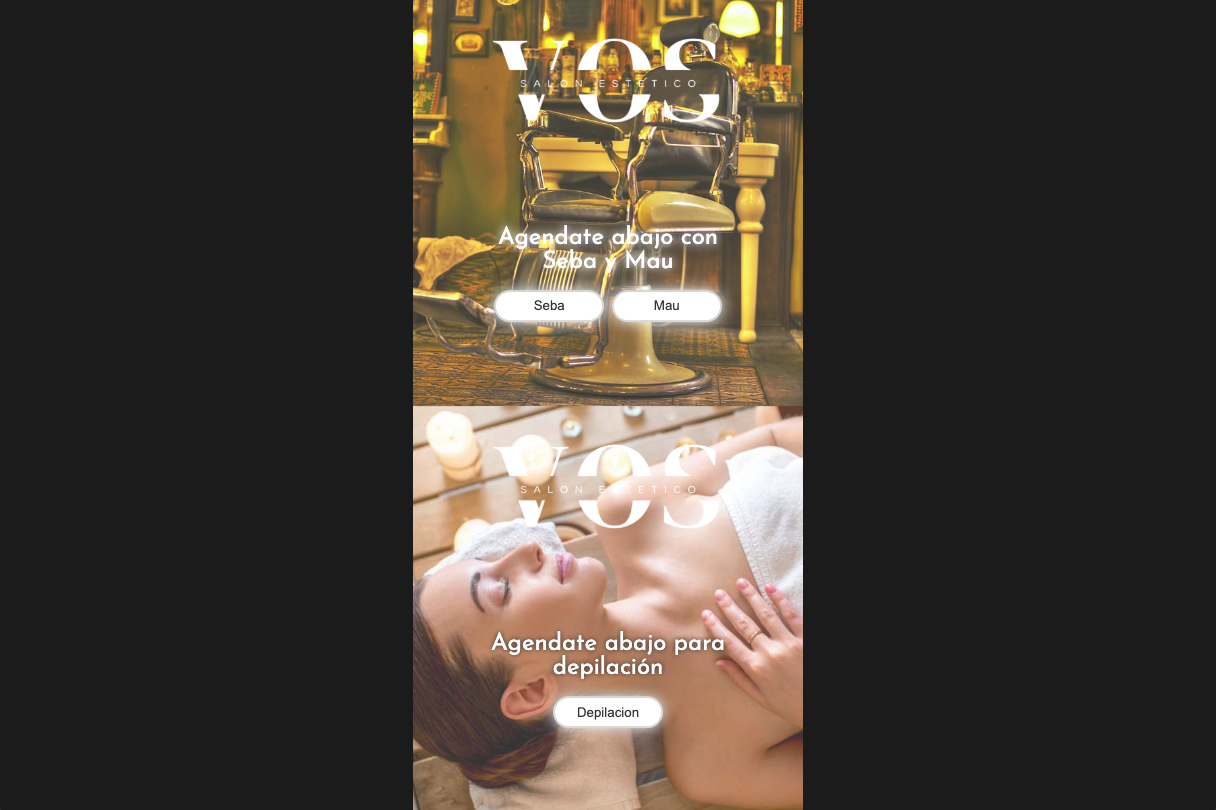 VOS
SALON ESTETICO
Agendate abajo con
Seba y Mau
Seba
Mau
VOS
SALON ESTETICO
Agendate abajo para
depilación
Depilacion